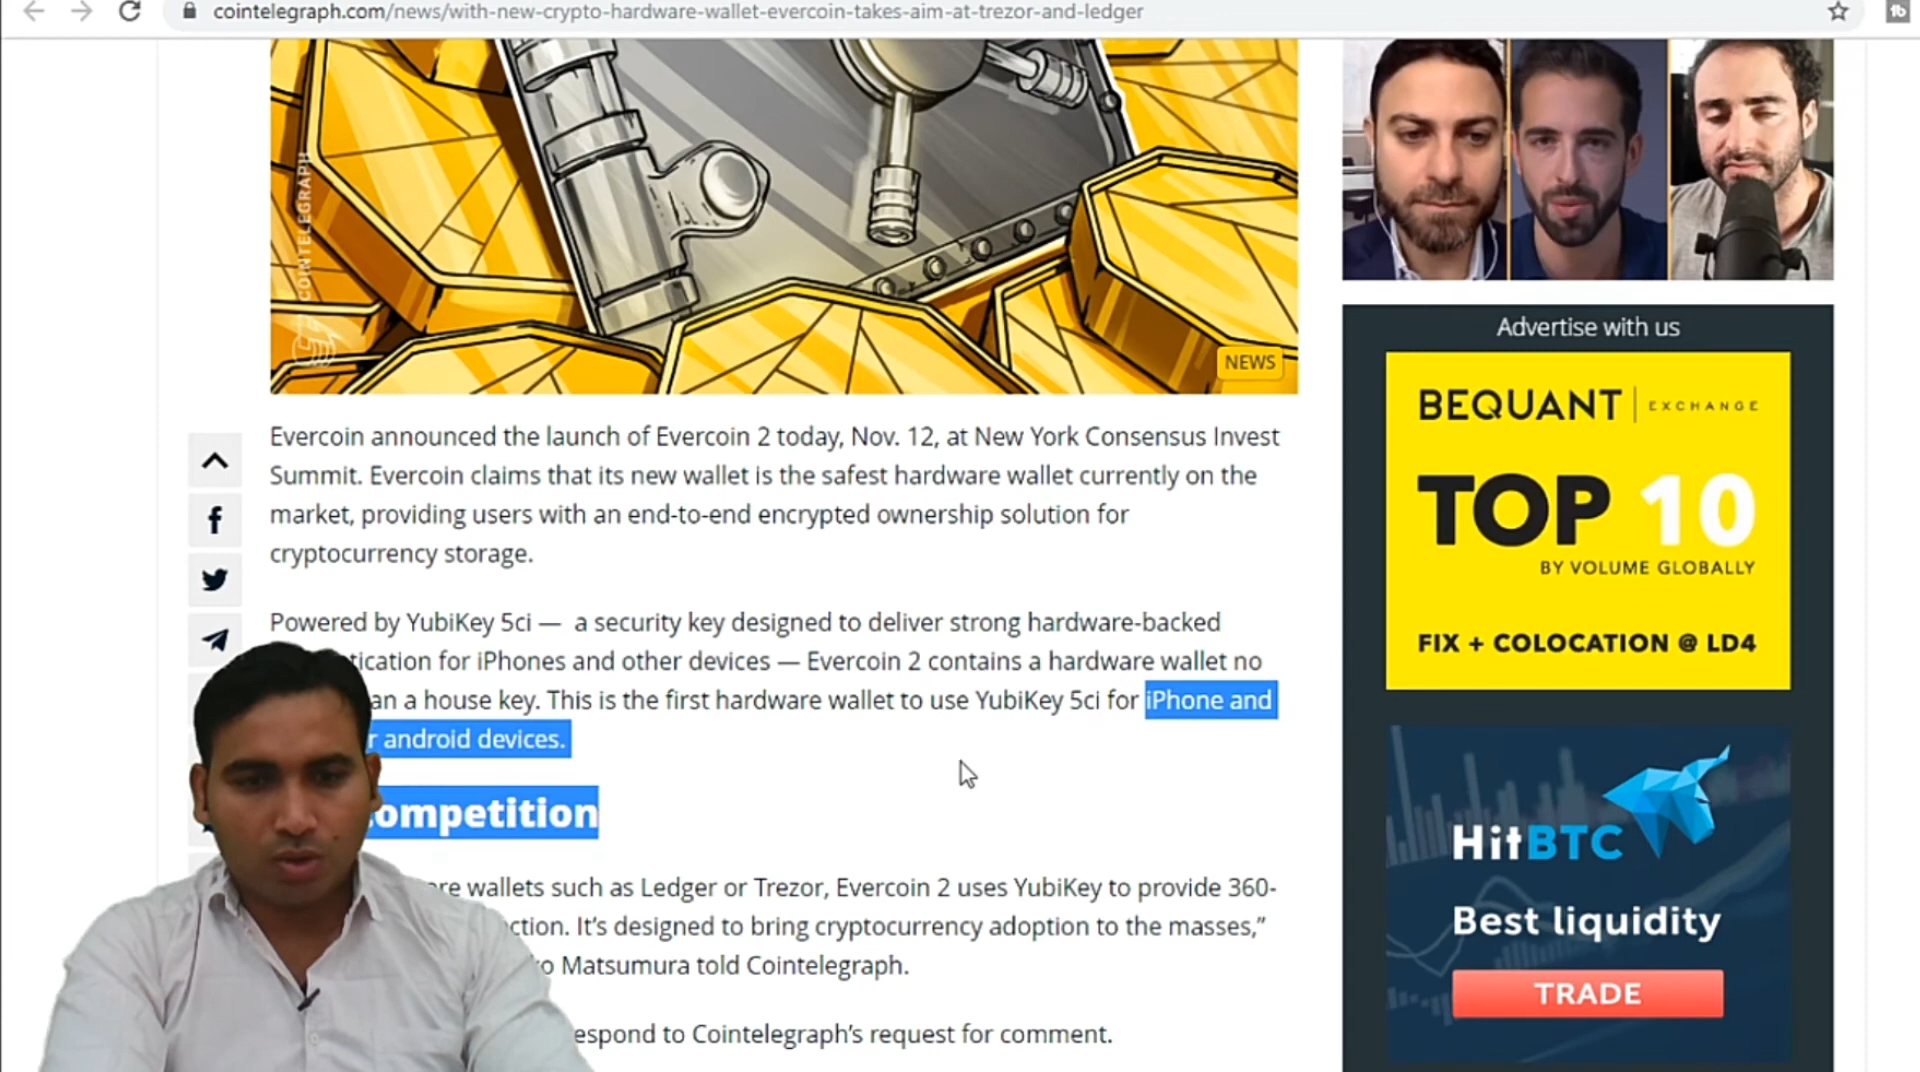 cointelegraph.com/news/with-new-crypto-hardware-wallet-evercoin-takes-aim-at-trezor-and-ledger
COINTELEGRAPH
NEWS
Evercoin announced the launch of Evercoin 2 today, Nov. 12, at New York Consensus Invest
Summit. Evercoin claims that its new wallet is the safest hardware wallet currently on the
market, providing users with an end-to-end encrypted ownership solution for
cryptocurrency storage.
Powered by YubiKey 5ci — a security key designed to deliver strong hardware-backed
tication for iPhones and other devices — Evercoin 2 contains a hardware wallet no
an a house key. This is the first hardware wallet to use YubiKey 5ci for iPhone and
r android devices.
ompetition
re wallets such as Ledger or Trezor, Evercoin 2 uses YubiKey to provide 360-
ction. It’s designed to bring cryptocurrency adoption to the masses,”
o Matsumura told Cointelegraph.
espond to Cointelegraph’s request for comment.
Advertise with us
BEQUANT | EXCHANGE
TOP 10
BY VOLUME GLOBALLY
FIX + COLOCATION @ LD4
HitBTC
Best liquidity
TRADE